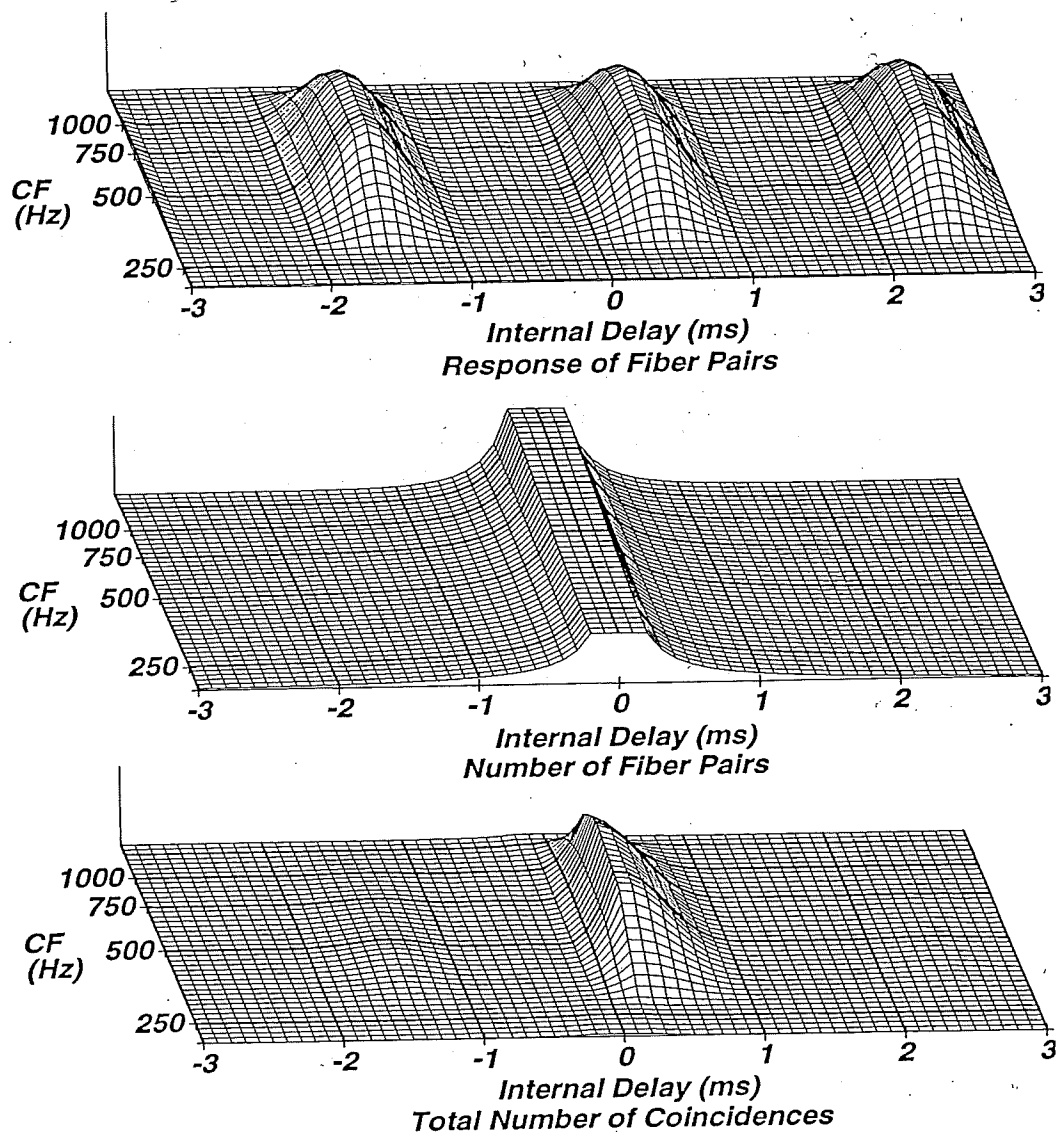 1000
750
CF 500
(Hz)
250
-3 -2 -1 0 1 2 3
Internal Delay (ms)
Response of Fiber Pairs
1000
750
CF 500
(Hz)
250
-3 -2 -1 0 1 2 3
Internal Delay (ms)
Number of Fiber Pairs
1000
750
CF 500
(Hz)
250
-3 -2 -1 0 1 2 3
Internal Delay (ms)
Total Number of Coincidences